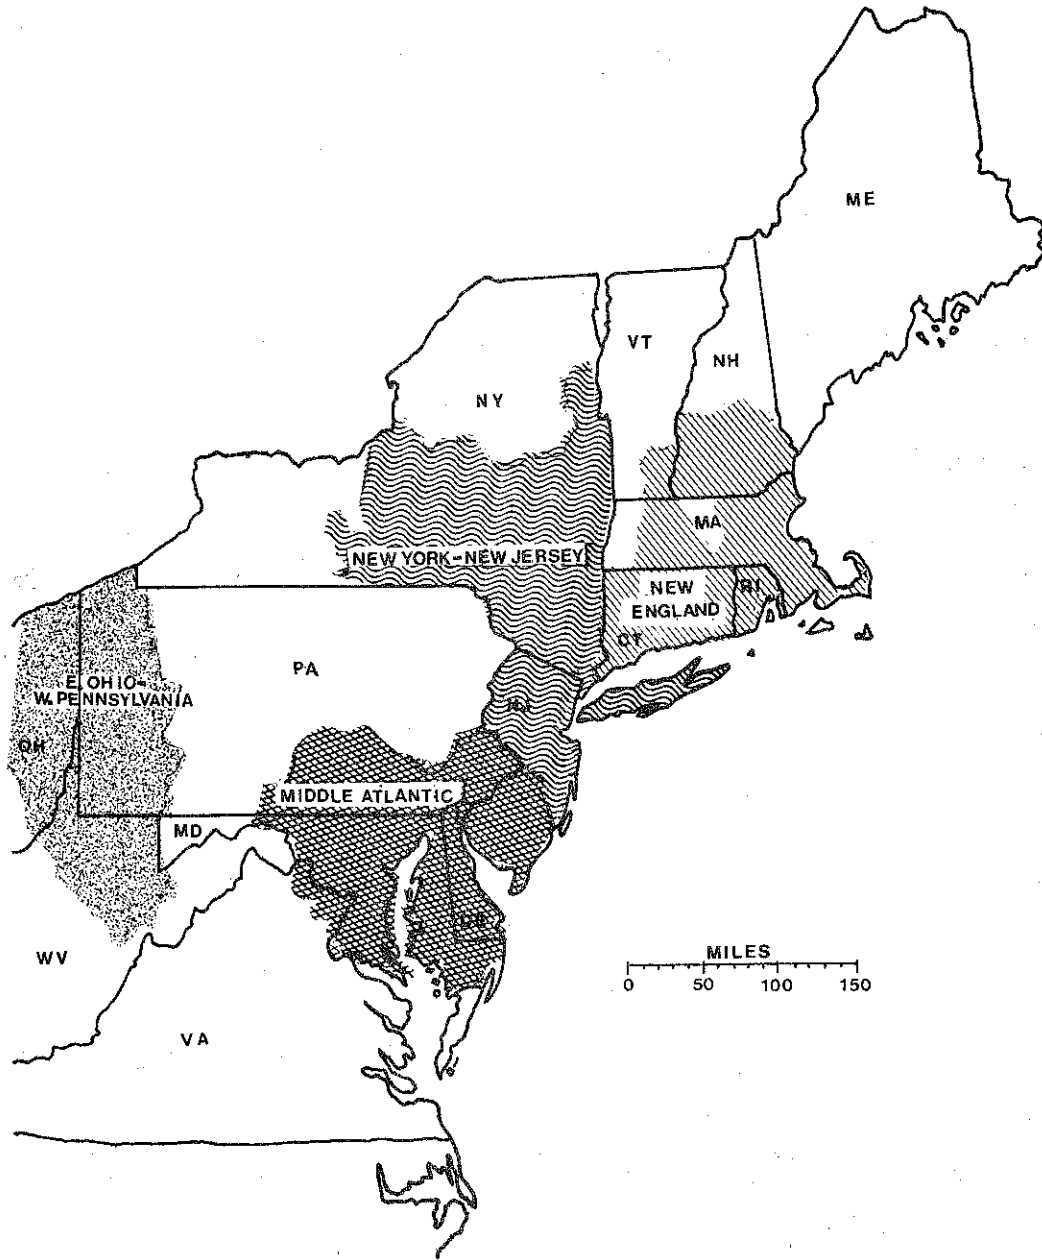 ME
VT
NH
NY
MA
NEW YORK-NEW JERSEY
NEW
ENGLAND
RI
CT
PA
E. OHIO-
W. PENNSYLVANIA
NJ
OH
MIDDLE ATLANTIC
MD
DE
WV
MILES
0 50 100 150
VA